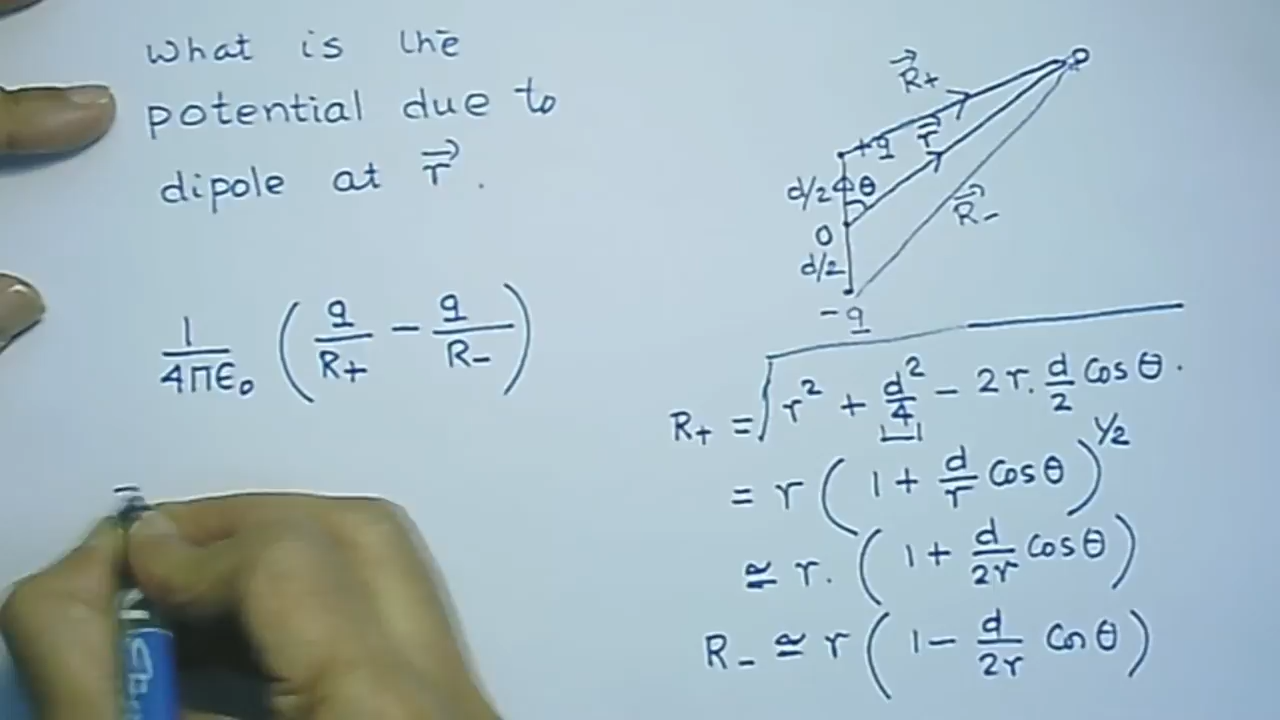 What is the
potential due to
dipole at r⃗ .
1/4πϵ₀ ( q/R₊ − q/R₋ )
R⃗₊
r⃗
P
+q
d/2 θ
O
R⃗₋
d/2
-q
R₊ = √(r² + d²/4 − 2r. d/2 Cosθ.
= r ( 1 + d/r Cosθ )^1/2
≅ r. ( 1 + d/2r Cosθ )
R₋ ≅ r ( 1 − d/2r Cosθ )